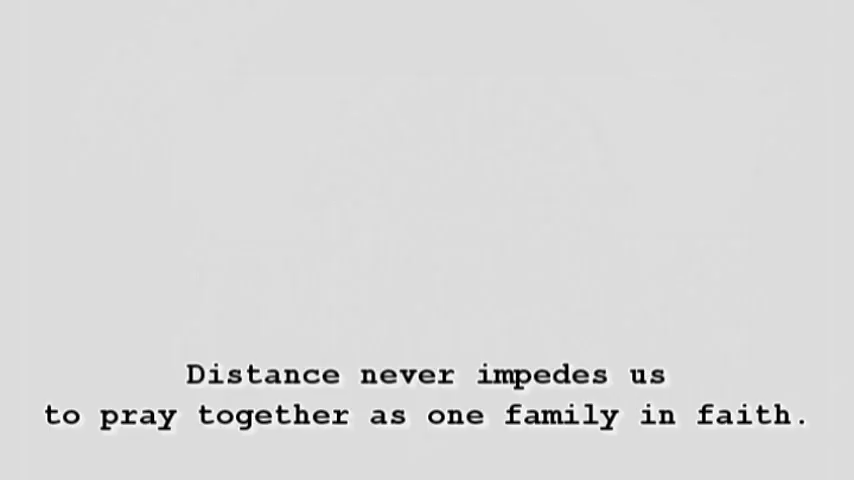 Distance never impedes us
to pray together as one family in faith.